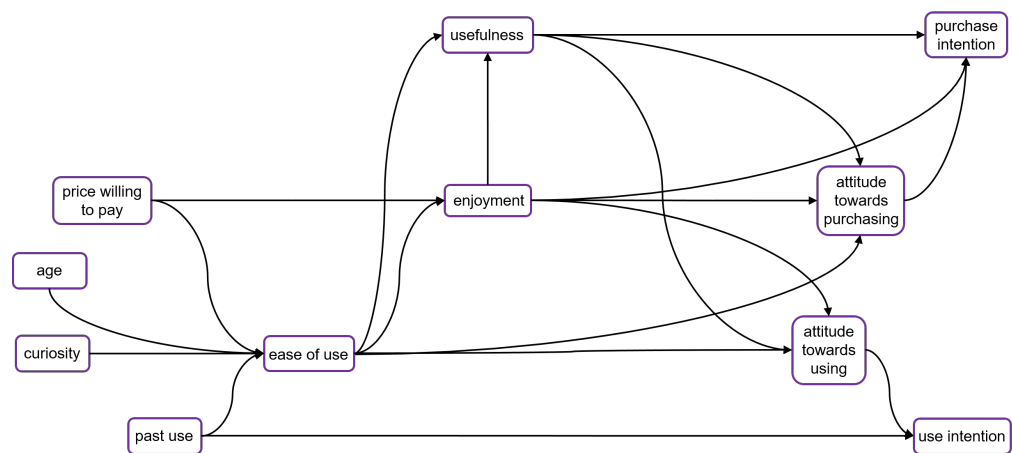 usefulness
purchase
intention
price willing
to pay
enjoyment
attitude
towards
purchasing
age
curiosity
ease of use
attitude
towards
using
past use
use intention